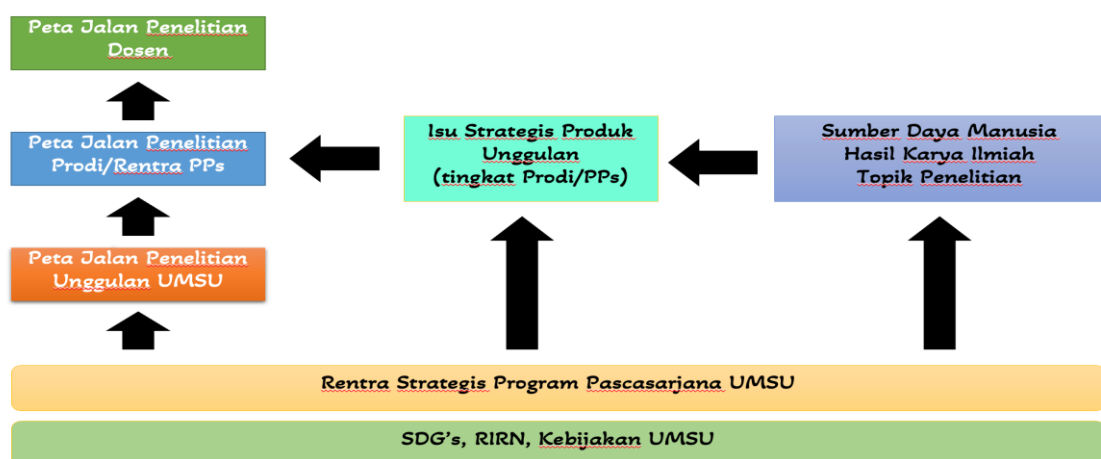 Peta Jalan Penelitian
Dosen
Peta Jalan Penelitian
Prodi/Rentra PPs
Isu Strategis Produk
Unggulan
(tingkat Prodi/PPs)
Sumber Daya Manusia
Hasil Karya Ilmiah
Topik Penelitian
Peta Jalan Penelitian
Unggulan UMSU
Rentra Strategis Program Pascasarjana UMSU
SDG's, RIRN, Kebijakan UMSU